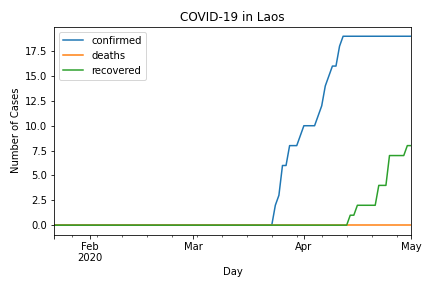 COVID-19 in Laos
confirmed
deaths
recovered
17.5
15.0
12.5
10.0
7.5
5.0
2.5
0.0
Number of Cases
Feb
2020
Mar
Apr
May
Day